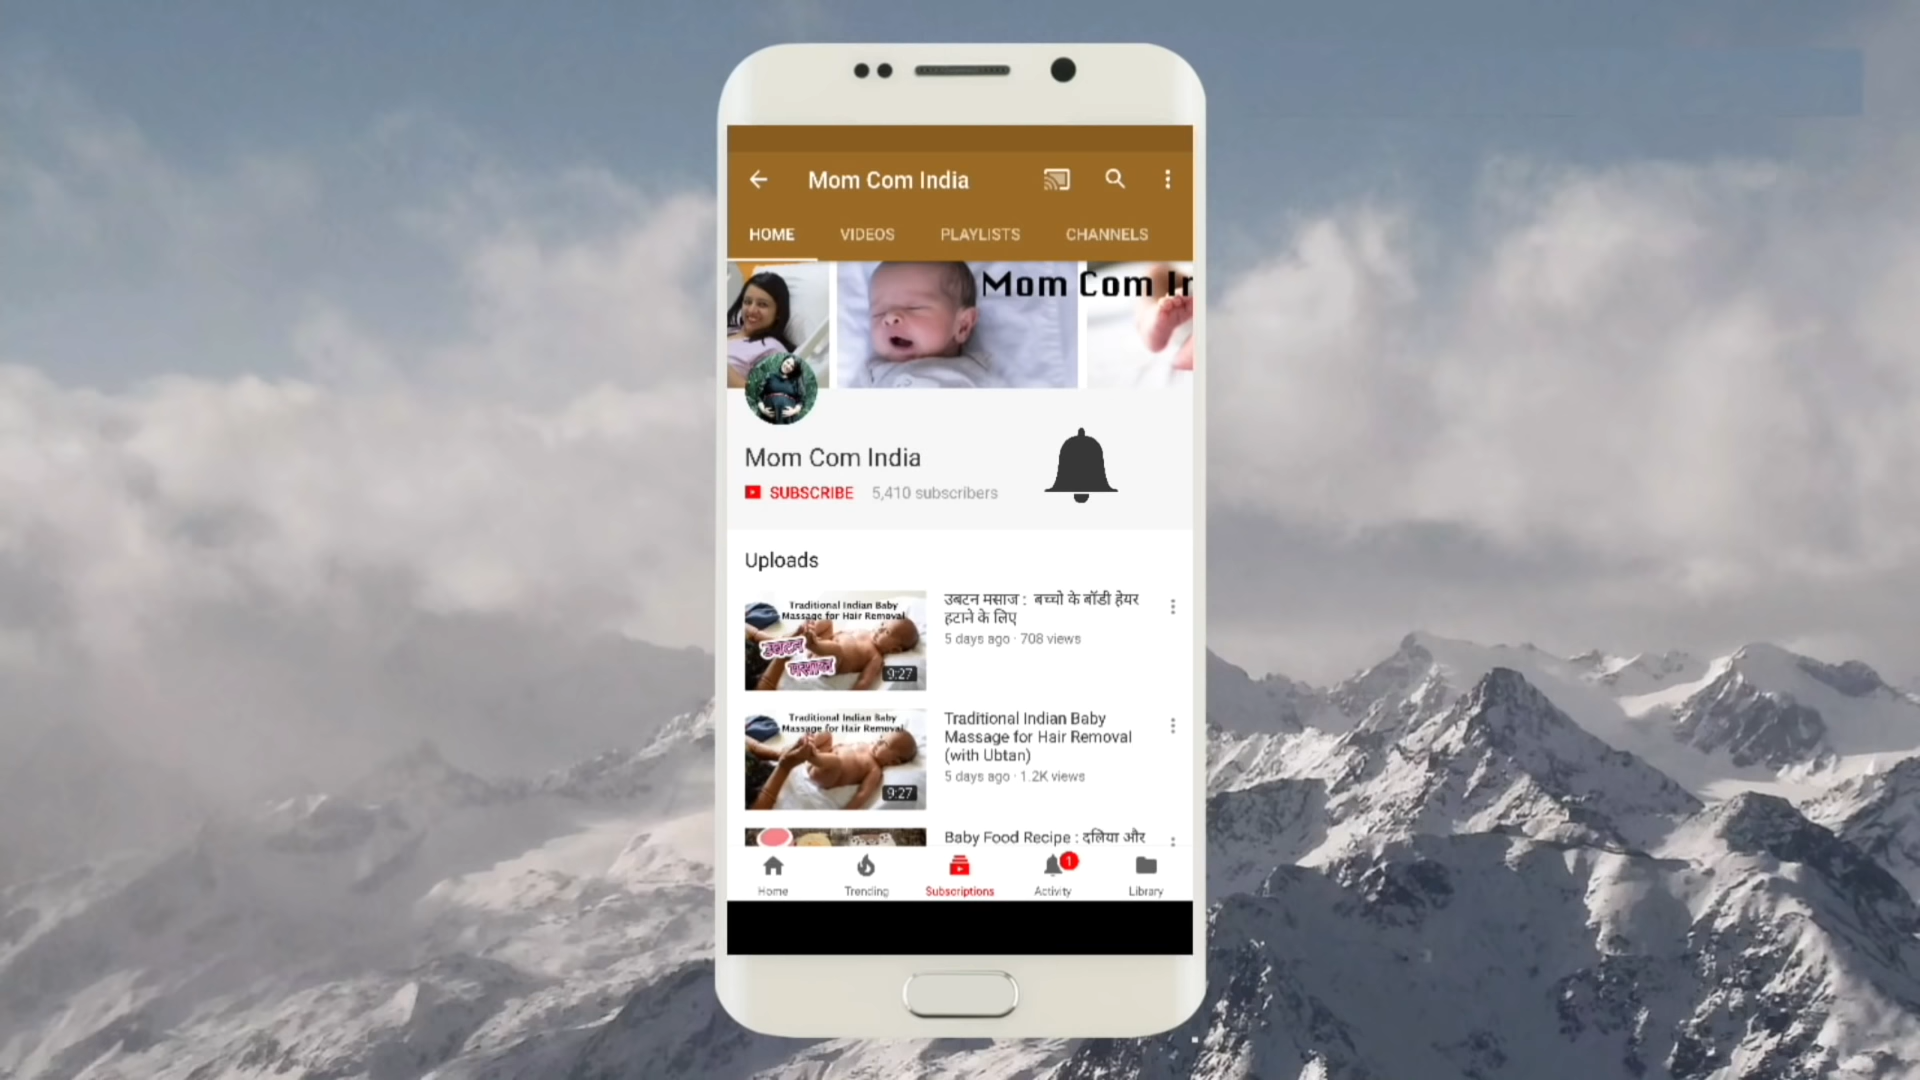 Mom Com India
HOME VIDEOS PLAYLISTS CHANNELS
Mom Com In
Mom Com India
SUBSCRIBE 5,410 subscribers
Uploads
Traditional Indian Baby
Massage for Hair Removal
उबटन
मसाज
9:27
उबटन मसाज : बच्चो के बॉडी हेयर
हटाने के लिए
5 days ago · 708 views
Traditional Indian Baby
Massage for Hair Removal
9:27
Traditional Indian Baby
Massage for Hair Removal
(with Ubtan)
5 days ago · 1.2K views
Baby Food Recipe : दलिया और
1
Home Trending Subscriptions Activity Library